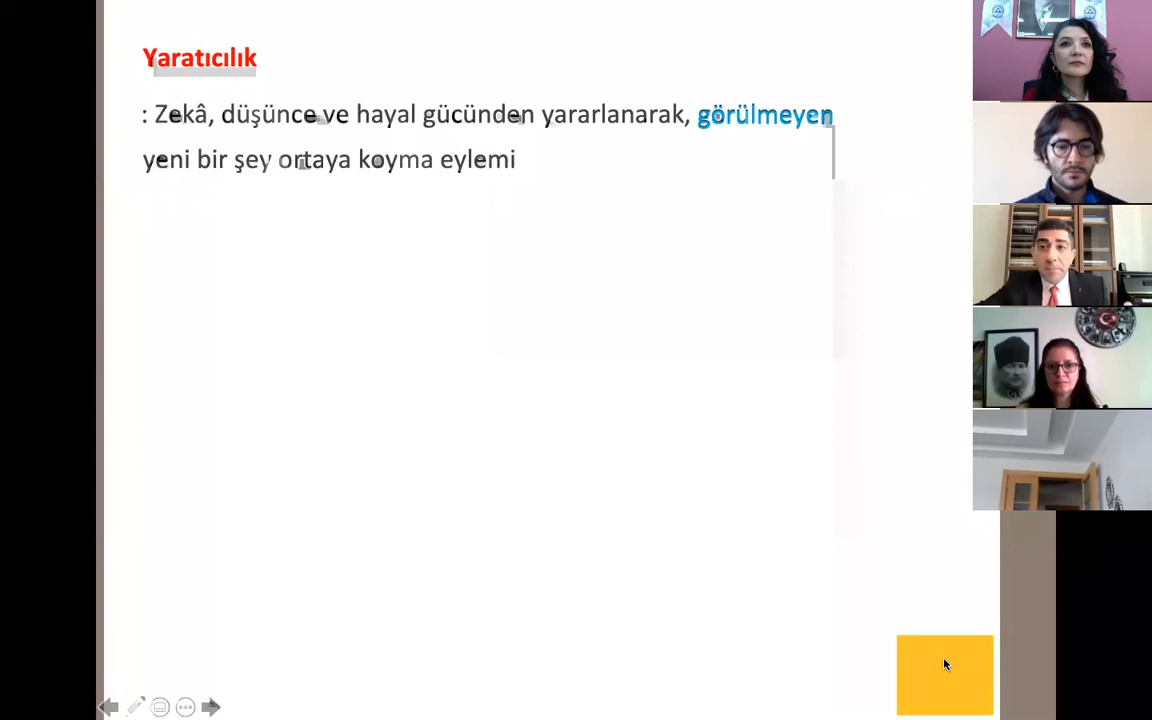 Yaratıcılık
: Zekâ, düşünce ve hayal gücünden yararlanarak, görülmeyen
yeni bir şey ortaya koyma eylemi